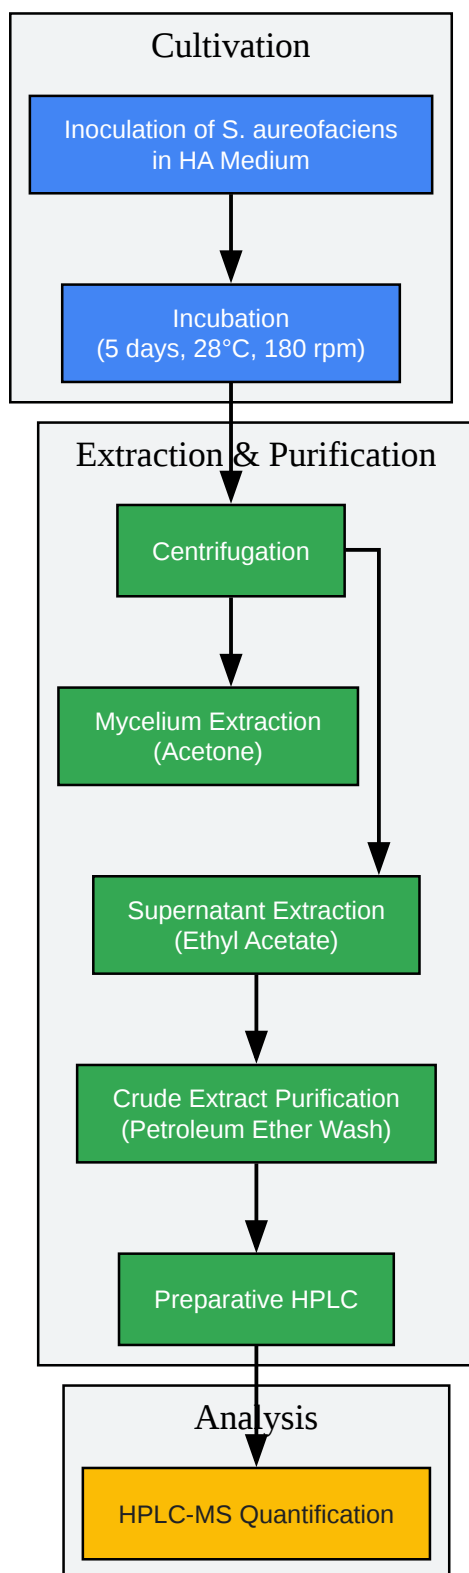 Cultivation
Inoculation of S. aureofaciens
in HA Medium
Incubation
(5 days, 28°C, 180 rpm)
Extraction & Purification
Centrifugation
Mycelium Extraction
(Acetone)
Supernatant Extraction
(Ethyl Acetate)
Crude Extract Purification
(Petroleum Ether Wash)
Preparative HPLC
Analysis
HPLC-MS Quantification